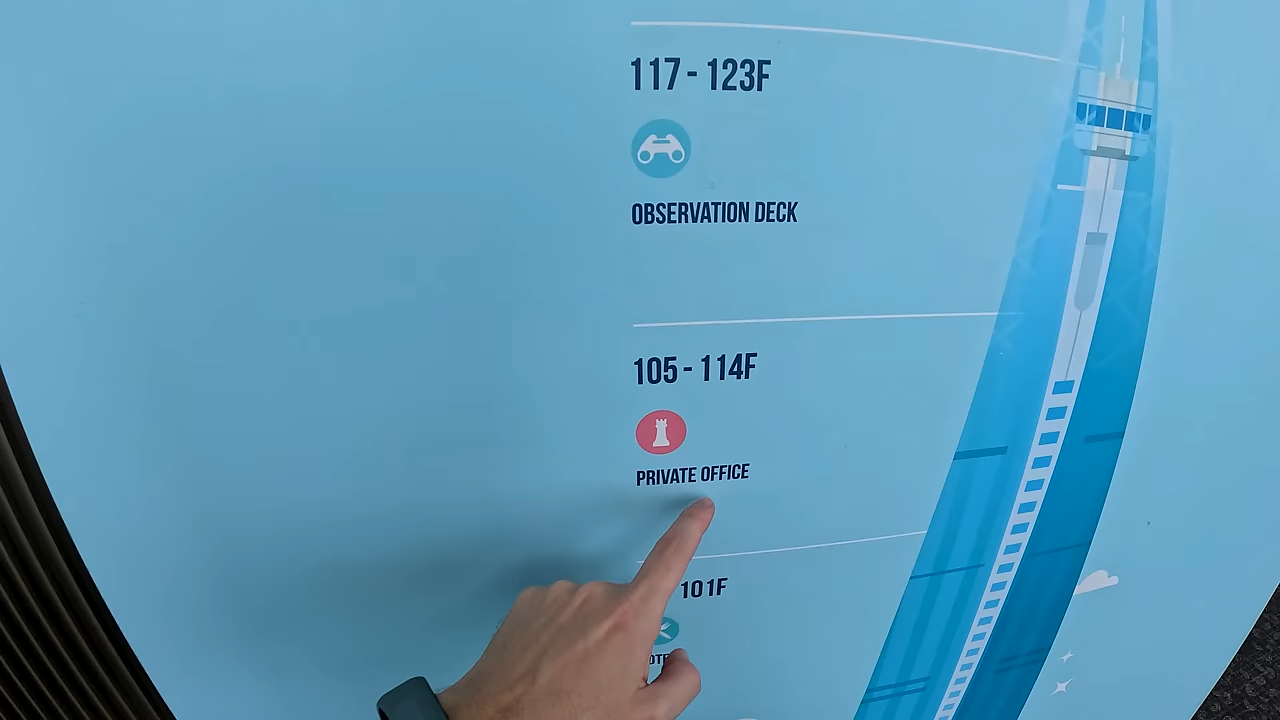 117 - 123F
OBSERVATION DECK
105 - 114F
PRIVATE OFFICE
101F